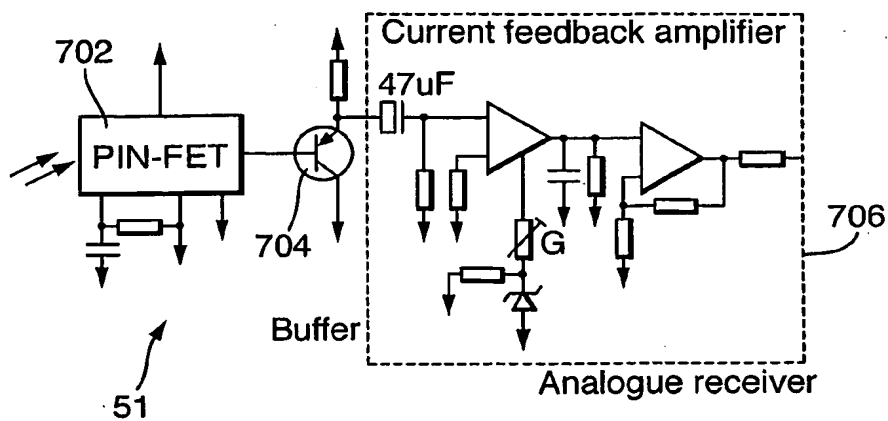 Current feedback amplifier
702
47uF
PIN-FET
704
G
706
Buffer
Analogue receiver
51